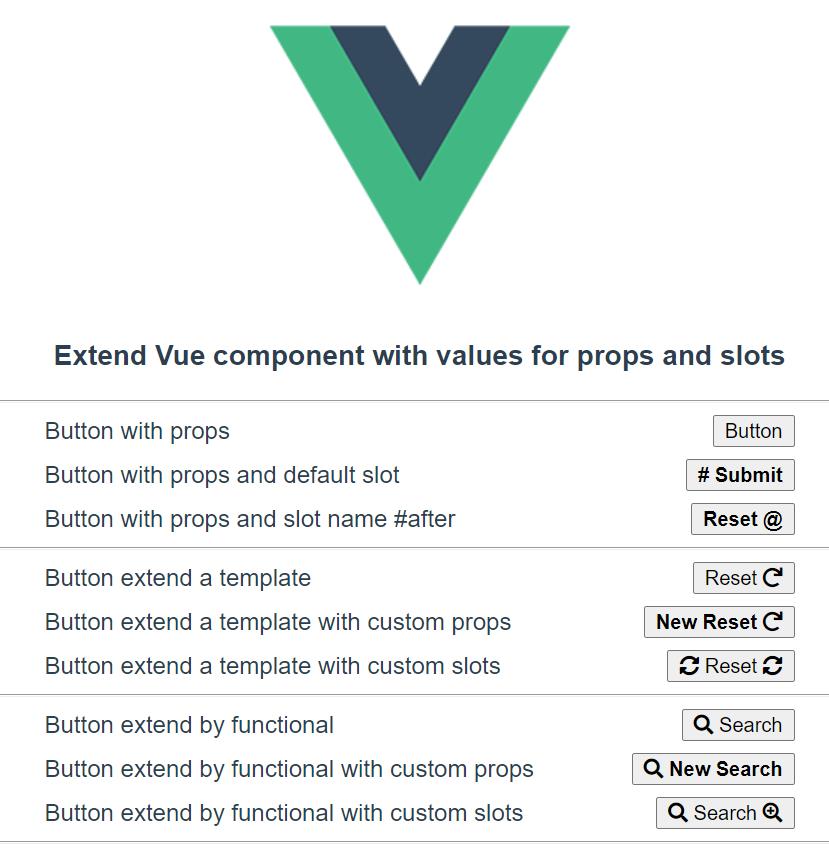 Extend Vue component with values for props and slots
Button with props Button
Button with props and default slot # Submit
Button with props and slot name #after Reset @
Button extend a template Reset
Button extend a template with custom props New Reset
Button extend a template with custom slots Reset
Button extend by functional Search
Button extend by functional with custom props New Search
Button extend by functional with custom slots Search